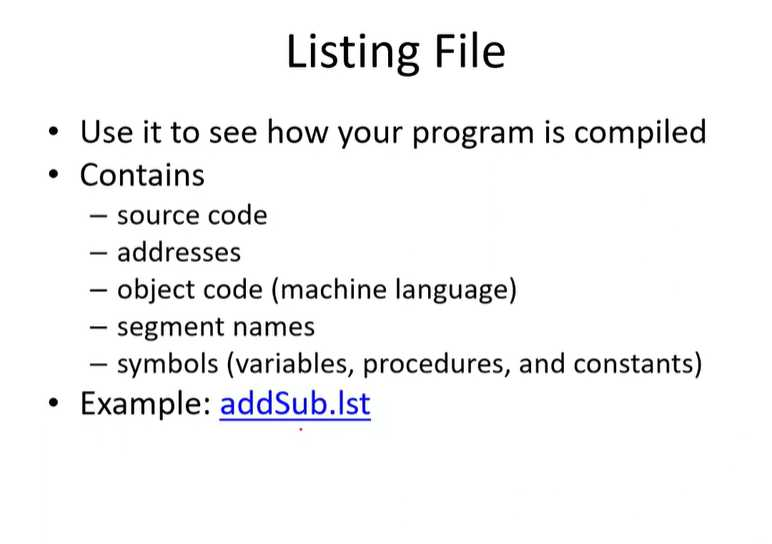 Listing File
• Use it to see how your program is compiled
• Contains
– source code
– addresses
– object code (machine language)
– segment names
– symbols (variables, procedures, and constants)
• Example: addSub.lst